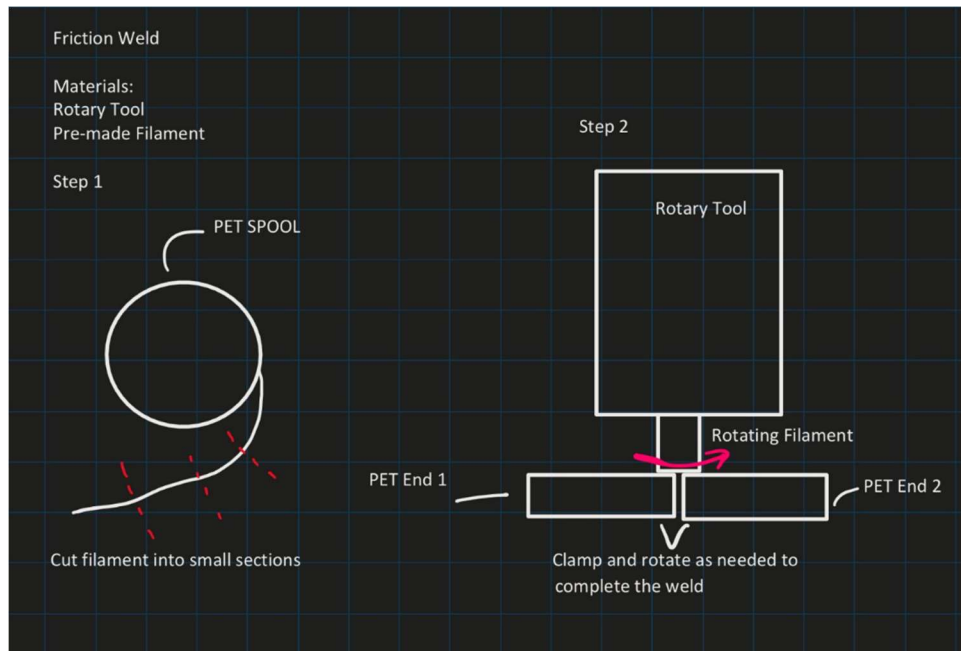 Friction Weld
Materials:
Rotary Tool
Pre-made Filament
Step 1
PET SPOOL
Cut filament into small sections
Step 2
Rotary Tool
Rotating Filament
PET End 1
PET End 2
Clamp and rotate as needed to
complete the weld